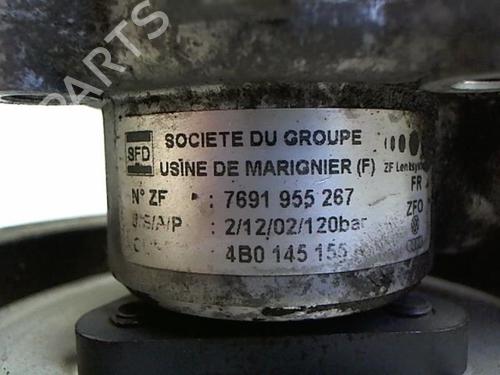 B-PARTS
SFD
SOCIETE DU GROUPE
USINE DE MARIGNIER (F)
ZF Lenksys
N° ZF : 7691 955 267
FR
/A/P : 2/12/02/120bar
ZFO
: 4B0 145 155